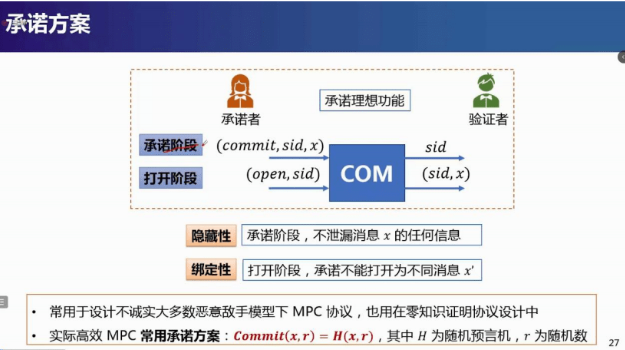 承诺方案
承诺理想功能
承诺者
验证者
承诺阶段 (commit, sid, x) sid
打开阶段 (open, sid) COM (sid, x)
隐藏性 承诺阶段，不泄漏消息 x 的任何信息
绑定性 打开阶段，承诺不能打开为不同消息 x'
• 常用于设计不诚实大多数恶意敌手模型下 MPC 协议，也用在零知识证明协议设计中
• 实际高效 MPC 常用承诺方案：Commit(x, r) = H(x, r)，其中 H 为随机预言机，r 为随机数
27